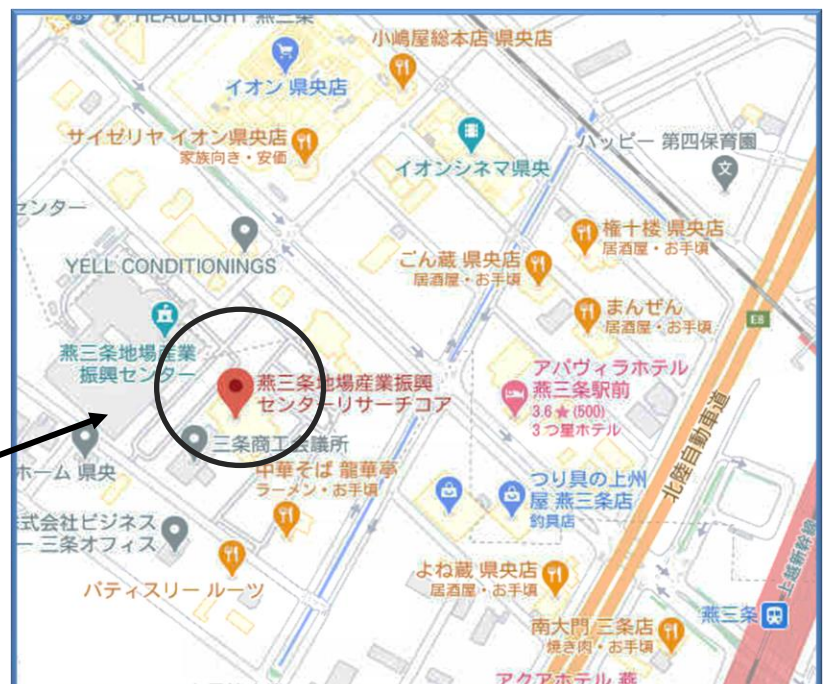 289
HEADLIGHT 燕三条
小嶋屋総本店 県央店
イオン 県央店
サイゼリヤ イオン県央店
家族向き・安価
イオンシネマ県央
ハッピー 第四保育園
文
センター
YELL CONDITIONINGS
ごん蔵 県央店
居酒屋・お手頃
権十楼 県央店
居酒屋・お手頃
まんぜん
居酒屋・お手頃
E8
燕三条地場産業
振興センター
燕三条地場産業振興
センターリサーチコア
アパヴィラホテル
燕三条駅前
3.6★(500)
3つ星ホテル
三条商工会議所
ホーム 県央
中華そば 龍華亭
ラーメン・お手頃
北陸自動車道
つり具の上州
屋 燕三条店
釣具店
式会社ビジネス
ー 三条オフィス
パティスリー ルーツ
よね蔵 県央店
居酒屋・お手頃
上越新幹線
燕三条
南大門 三条店
焼き肉・お手頃
アクアホテル 燕